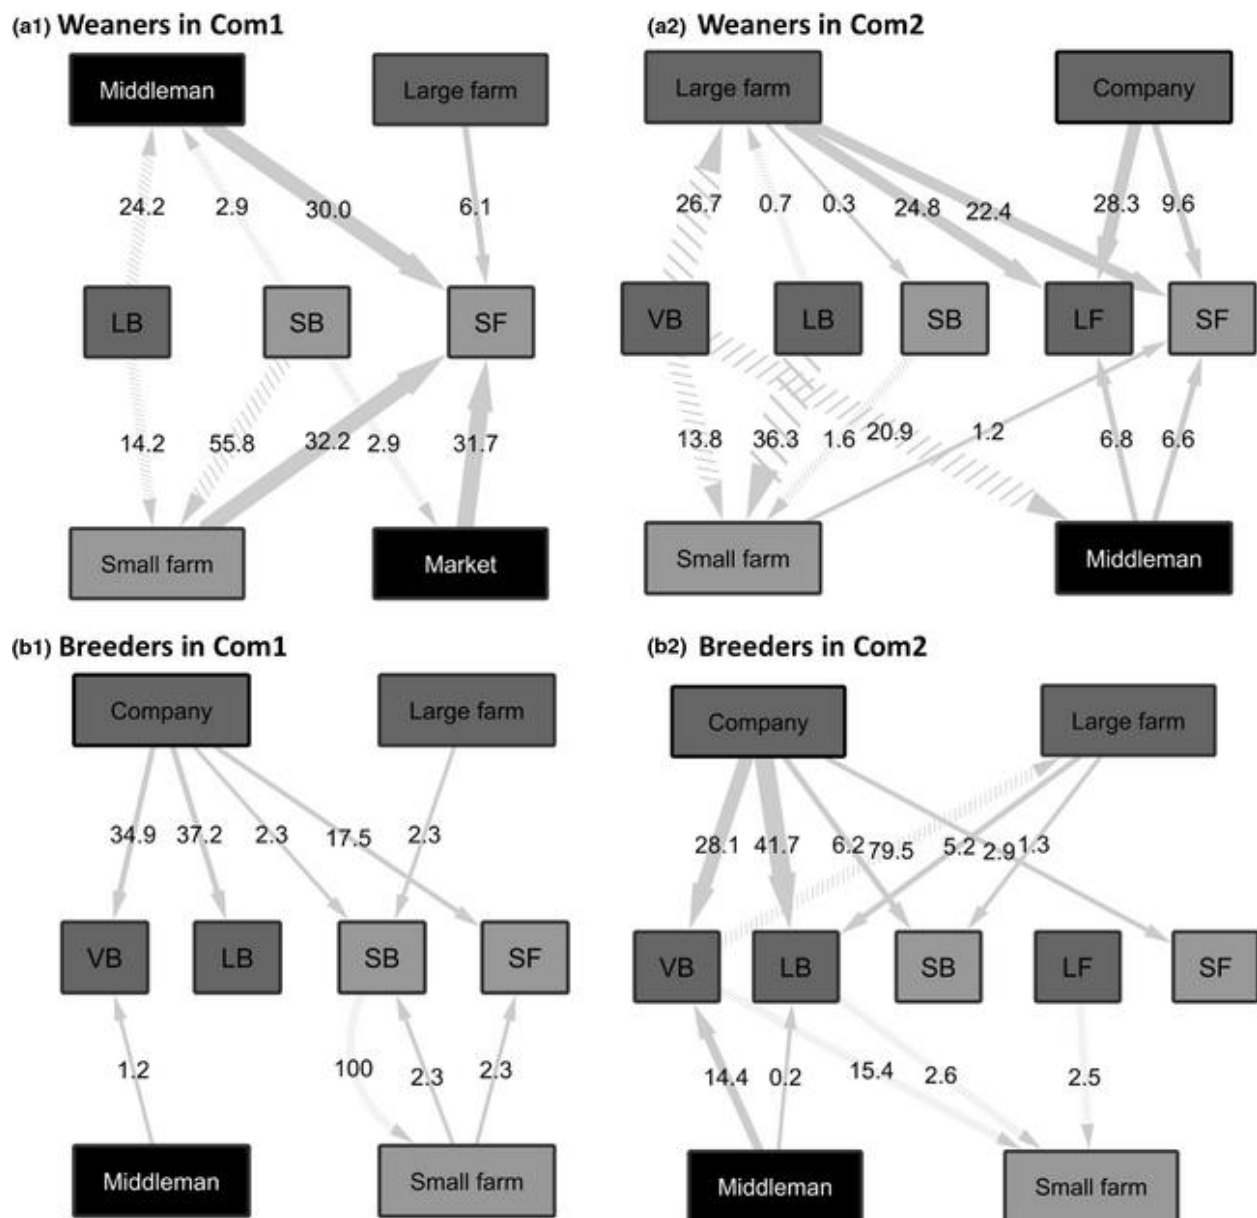 (a1) Weaners in Com1
Middleman Large farm
24.2 2.9 30.0 6.1
LB SB SF
14.2 55.8 32.2 2.9 31.7
Small farm Market
(a2) Weaners in Com2
Large farm Company
26.7 0.7 0.3 24.8 22.4 28.3 9.6
VB LB SB LF SF
13.8 36.3 1.6 20.9 1.2 6.8 6.6
Small farm Middleman
(b1) Breeders in Com1
Company Large farm
34.9 37.2 2.3 17.5 2.3
VB LB SB SF
1.2 100 2.3 2.3
Middleman Small farm
(b2) Breeders in Com2
Company Large farm
28.1 41.7 6.2 79.5 5.2 2.9 1.3
VB LB SB LF SF
14.4 0.2 15.4 2.6 2.5
Middleman Small farm